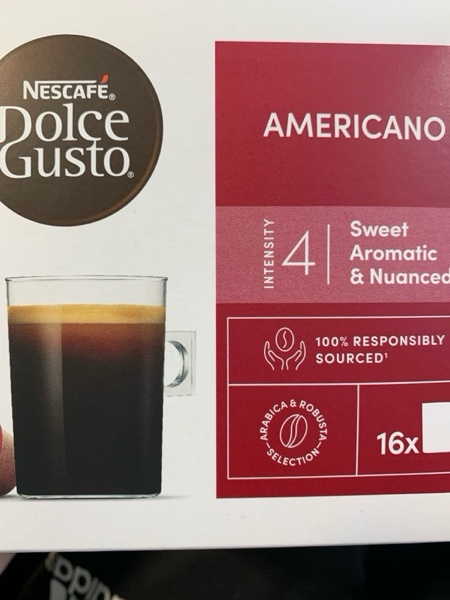 NESCAFÉ®
Dolce
Gusto®
AMERICANO
INTENSITY
4
Sweet
Aromatic
& Nuanced
100% RESPONSIBLY
SOURCED¹
ARABICA & ROBUSTA
SELECTION
16x